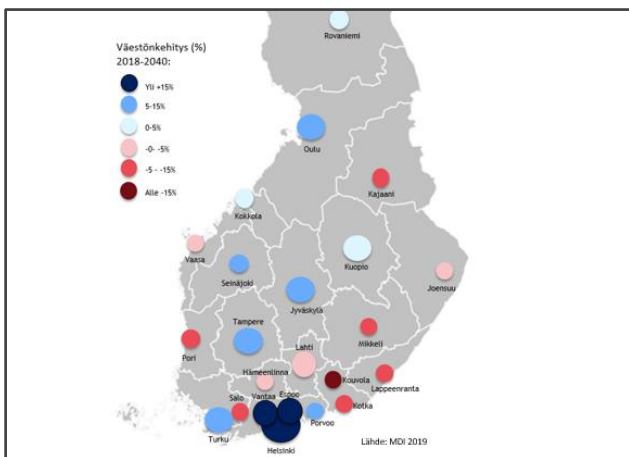 Väestönkehitys (%)
2018-2040:
Yli +15%
5-15%
0-5%
-0- -5%
-5 - -15%
Alle -15%
Rovaniemi
Oulu
Kajaani
Kokkola
Vaasa
Seinäjoki
Kuopio
Joensuu
Jyväskylä
Tampere
Mikkeli
Pori
Lahti
Hämeenlinna
Kouvola
Lappeenranta
Vantaa
Espoo
Salo
Kotka
Turku
Porvoo
Helsinki
Lähde: MDI 2019